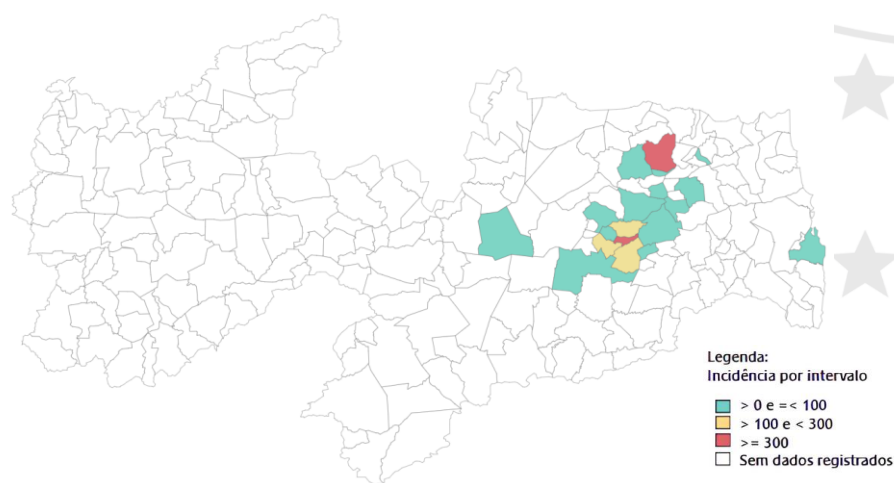 Legenda:
Incidência por intervalo
> 0 e =< 100
> 100 e < 300
>= 300
Sem dados registrados